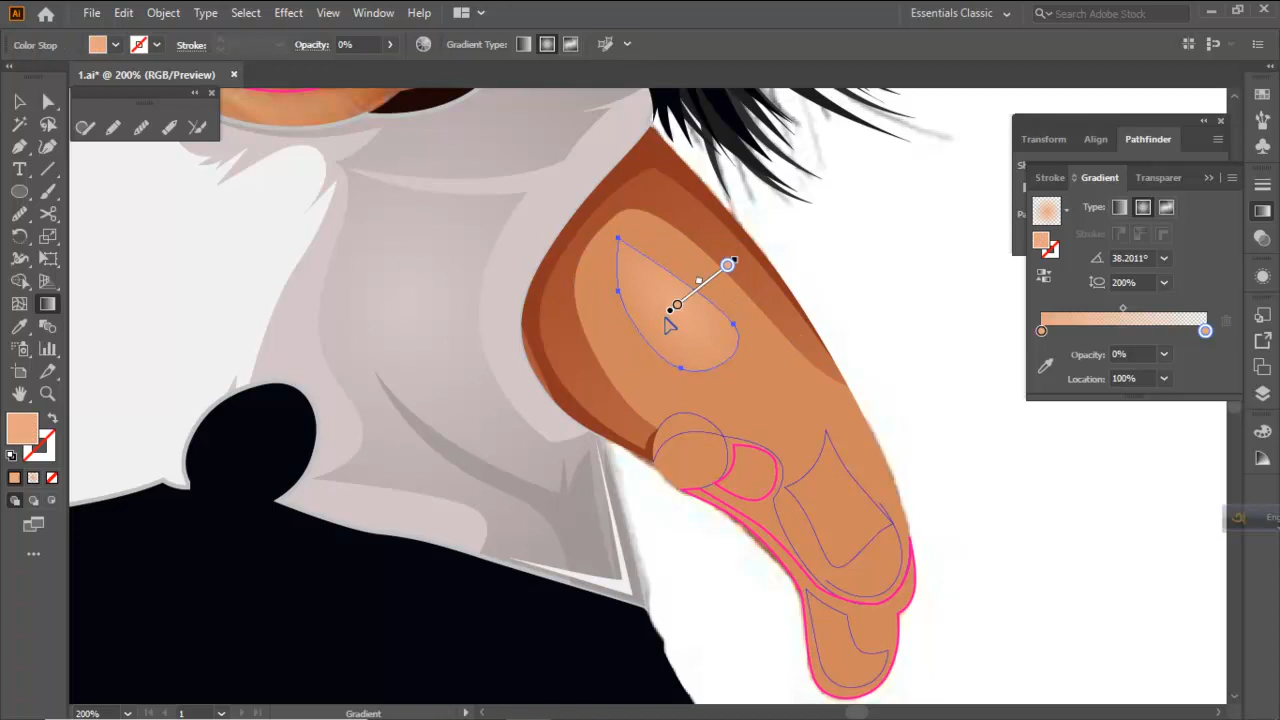 Ai File Edit Object Type Select Effect View Window Help Essentials Classic Search Adobe Stock
Color Stop Stroke: Opacity: 0% Gradient Type:
1.ai* @ 200% (RGB/Preview)
Transform Align Pathfinder
Stroke Gradient Transparer
Type:
Stroke:
38.2011°
200%
Opacity: 0%
Location: 100%
200% 1 Gradient